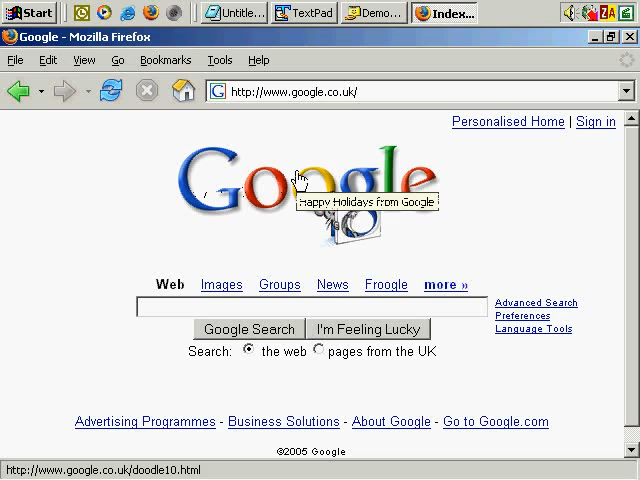 Start Untitle... TextPad Demo... Index...
Google - Mozilla Firefox
File Edit View Go Bookmarks Tools Help
http://www.google.co.uk/
Personalised Home | Sign in
Google
Happy Holidays from Google
Web Images Groups News Froogle more »
Advanced Search
Preferences
Language Tools
Google Search I'm Feeling Lucky
Search: the web pages from the UK
Advertising Programmes - Business Solutions - About Google - Go to Google.com
©2005 Google
http://www.google.co.uk/doodle10.html